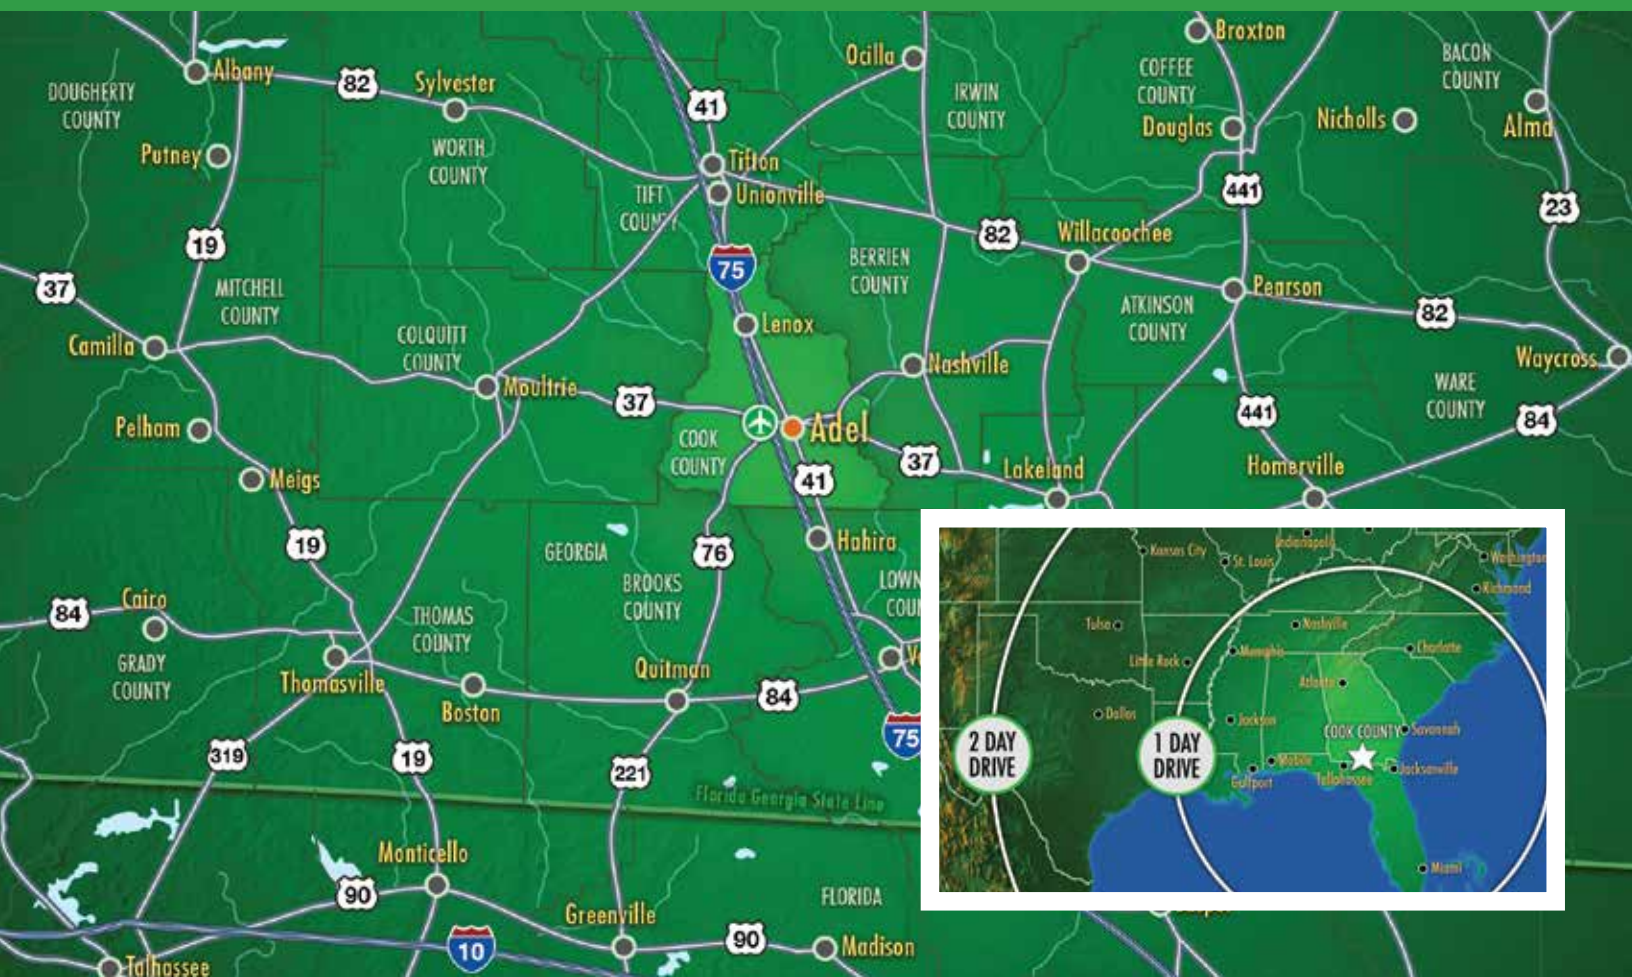 Broxton
Ocilla
BACON
COUNTY
COFFEE
COUNTY
Albany
82
Sylvester
DOUGHERTY
COUNTY
41
IRWIN
COUNTY
Nicholls
Alma
Douglas
Putney
WORTH
COUNTY
Tifton
TIFT
COUNTY
Unionville
441
23
19
82
Willacoochee
37
75
BERRIEN
COUNTY
MITCHELL
COUNTY
Pearson
ATKINSON
COUNTY
82
Lenox
Camilla
COLQUITT
COUNTY
Nashville
Waycross
Moultrie
37
WARE
COUNTY
441
84
Pelham
Adel
COOK
COUNTY
37
Lakeland
Homerville
Meigs
41
19
Hahira
GEORGIA
76
BROOKS
COUNTY
LOWN
COUN
84
Cairo
THOMAS
COUNTY
GRADY
COUNTY
Thomasville
Quitman
84
Boston
75
319
19
221
Florida Georgia State Line
Monticello
90
FLORIDA
Greenville
10
90
Madison
Talhassee
Kansas City
St. Louis
Indianapolis
Washington
Richmond
Tulsa
Nashville
Little Rock
Memphis
Charlotte
Atlanta
Dallas
Jackson
COOK COUNTY
Savannah
2 DAY
DRIVE
1 DAY
DRIVE
Mobile
Gulfport
Tallahassee
Jacksonville
Miami